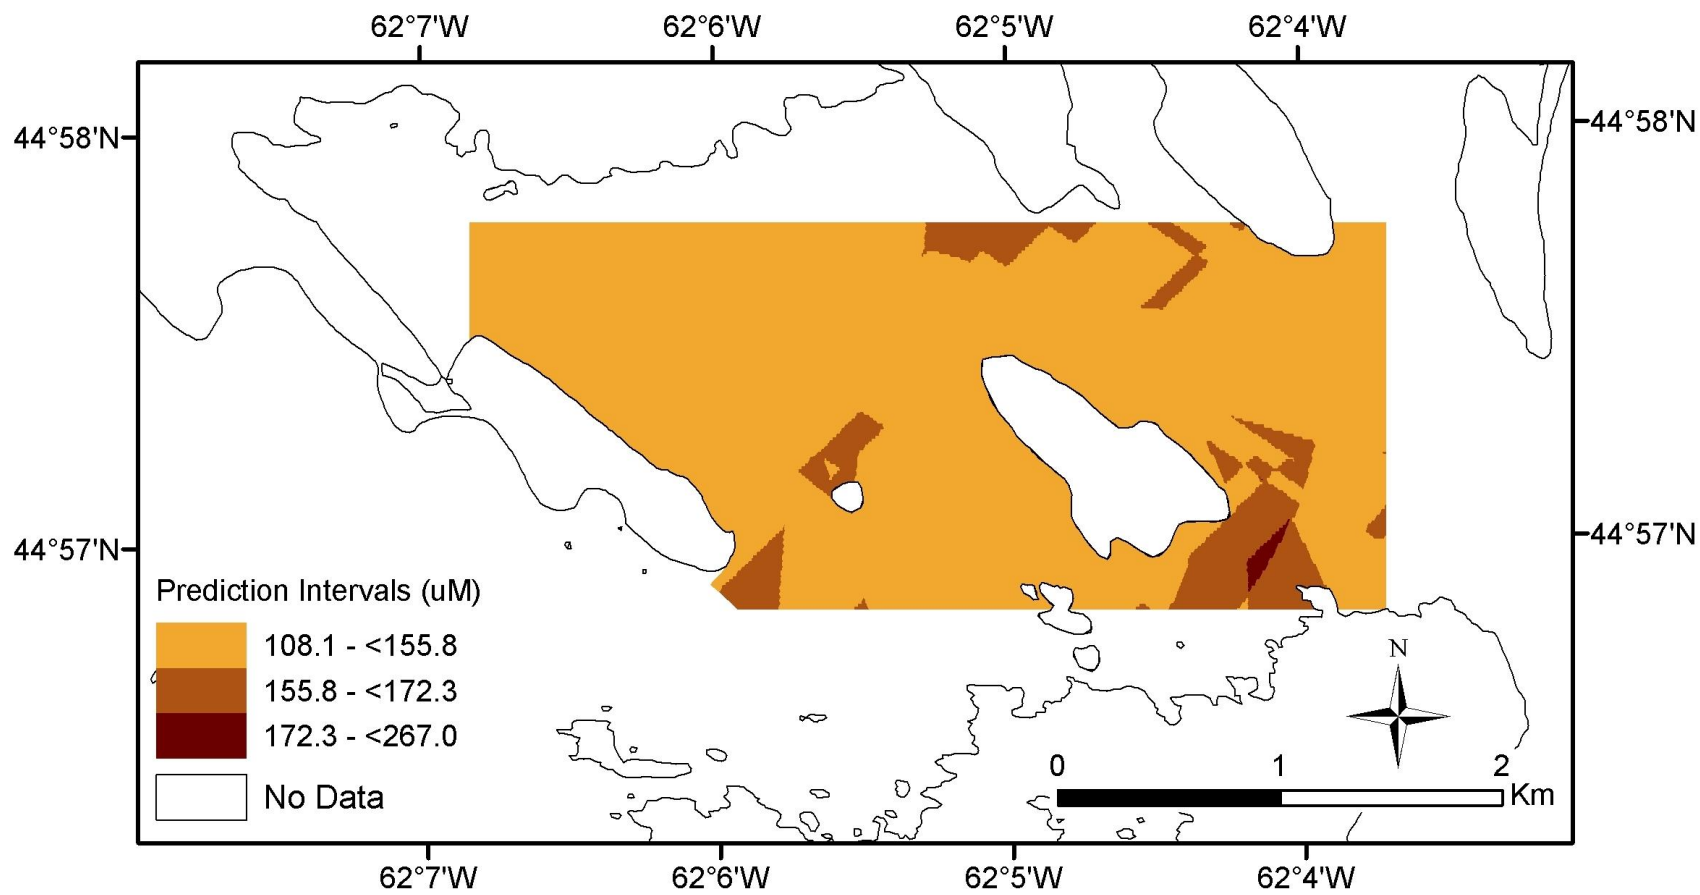 62°7'W 62°6'W 62°5'W 62°4'W
44°58'N 44°58'N
44°57'N 44°57'N
Prediction Intervals (uM)
108.1 - <155.8
155.8 - <172.3
172.3 - <267.0
No Data
N
0 1 2
Km
62°7'W 62°6'W 62°5'W 62°4'W